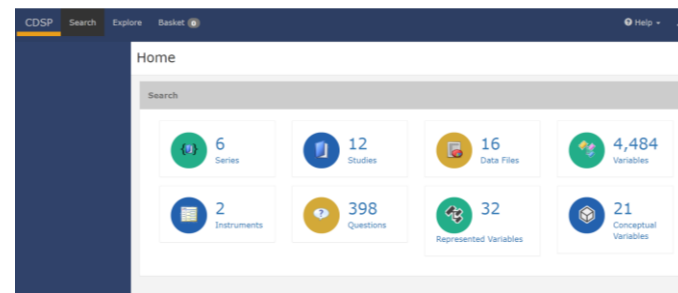 CDSP Search Explore Basket 0 Help
Home
Search
6
Series
12
Studies
16
Data Files
4,484
Variables
2
Instruments
398
Questions
32
Represented Variables
21
Conceptual
Variables